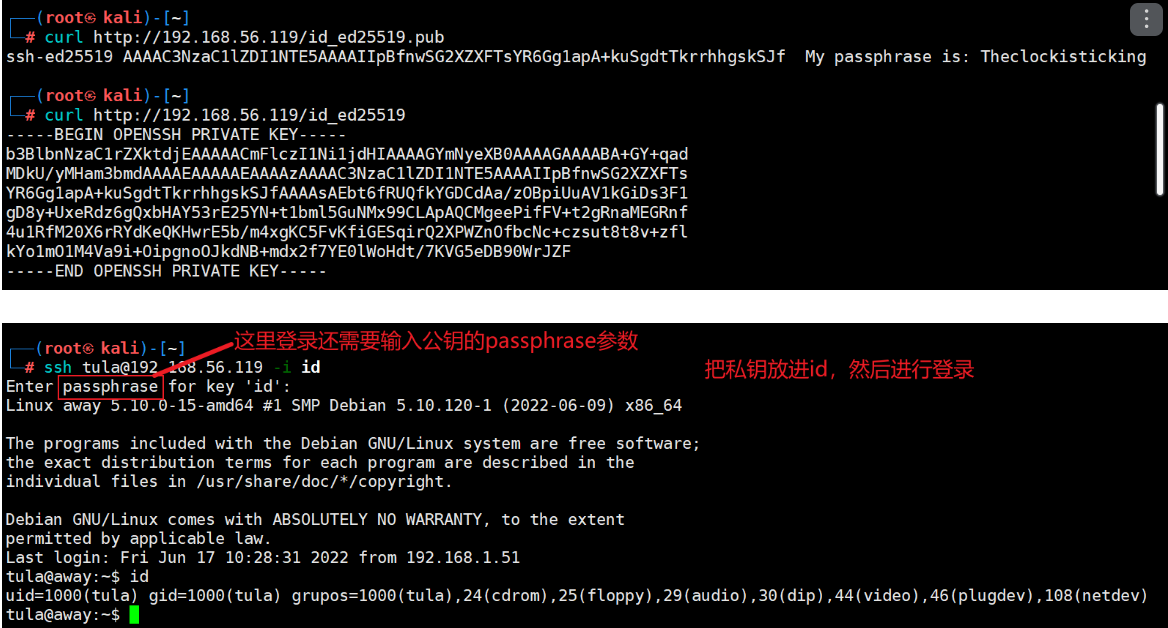 ┌──(root㉿ kali)-[~]
└─# curl http://192.168.56.119/id_ed25519.pub
ssh-ed25519 AAAAC3NzaC1lZDI1NTE5AAAAIIpBfnwSG2XZXFTsYR6Gg1apA+kuSgdtTkrrhhgskSJf  My passphrase is: Theclockisticking
┌──(root㉿ kali)-[~]
└─# curl http://192.168.56.119/id_ed25519
-----BEGIN OPENSSH PRIVATE KEY-----
b3BlbnNzaC1rZXktdjEAAAAACmFlczI1Ni1jdHIAAAAGYmNyeXB0AAAAGAAAABA+GY+qad
MDkU/yMHam3bmdAAAAEAAAAAEAAAAzAAAAC3NzaC1lZDI1NTE5AAAAIIpBfnwSG2XZXFTs
YR6Gg1apA+kuSgdtTkrrhhgskSJfAAAAsAEbt6fRUQfkYGDCdAa/zOBpiUuAV1kGiDs3F1
gD8y+UxeRdz6gQxbHAY53rE25YN+t1bml5GuNMx99CLApAQCMgeePifFV+t2gRnaMEGRnf
4u1RfM20X6rRYdKeQKHwrE5b/m4xgKC5FvKfiGESqirQ2XPWZnOfbcNc+czsut8t8v+zfl
kYo1mO1M4Va9i+OipgnoOJkdNB+mdx2f7YE0lWoHdt/7KVG5eDB90WrJZF
-----END OPENSSH PRIVATE KEY-----
这里登录还需要输入公钥的passphrase参数
┌──(root㉿ kali)-[~]
└─# ssh tula@192.168.56.119 -i id
把私钥放进id，然后进行登录
Enter passphrase for key 'id':
Linux away 5.10.0-15-amd64 #1 SMP Debian 5.10.120-1 (2022-06-09) x86_64
The programs included with the Debian GNU/Linux system are free software;
the exact distribution terms for each program are described in the
individual files in /usr/share/doc/*/copyright.
Debian GNU/Linux comes with ABSOLUTELY NO WARRANTY, to the extent
permitted by applicable law.
Last login: Fri Jun 17 10:28:31 2022 from 192.168.1.51
tula@away:~$ id
uid=1000(tula) gid=1000(tula) grupos=1000(tula),24(cdrom),25(floppy),29(audio),30(dip),44(video),46(plugdev),108(netdev)
tula@away:~$